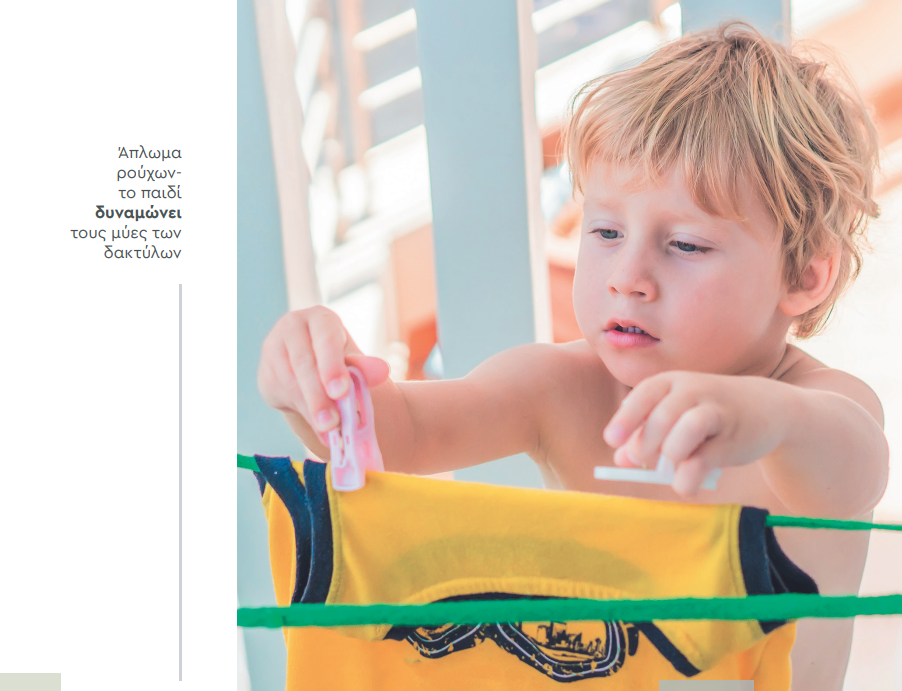 Άπλωμα
ρούχων-
το παιδί
δυναμώνει
τους μύες των
δακτύλων